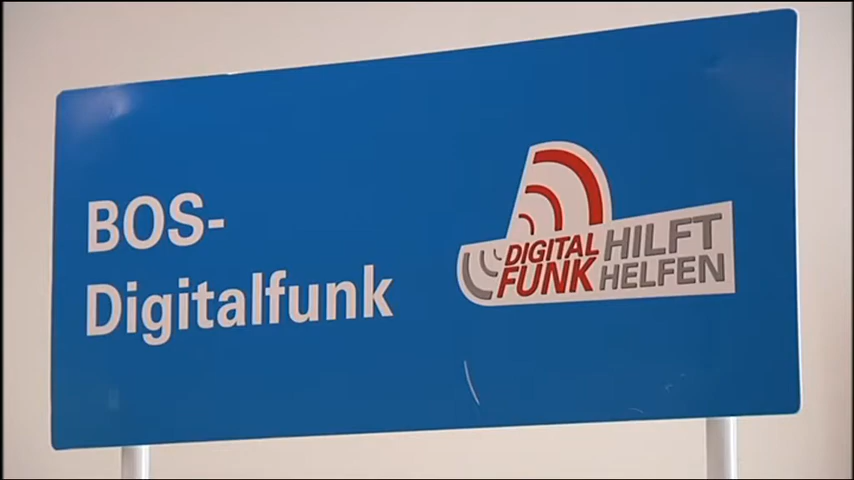 BOS-
Digitalfunk
DIGITAL
FUNK
HILFT
HELFEN